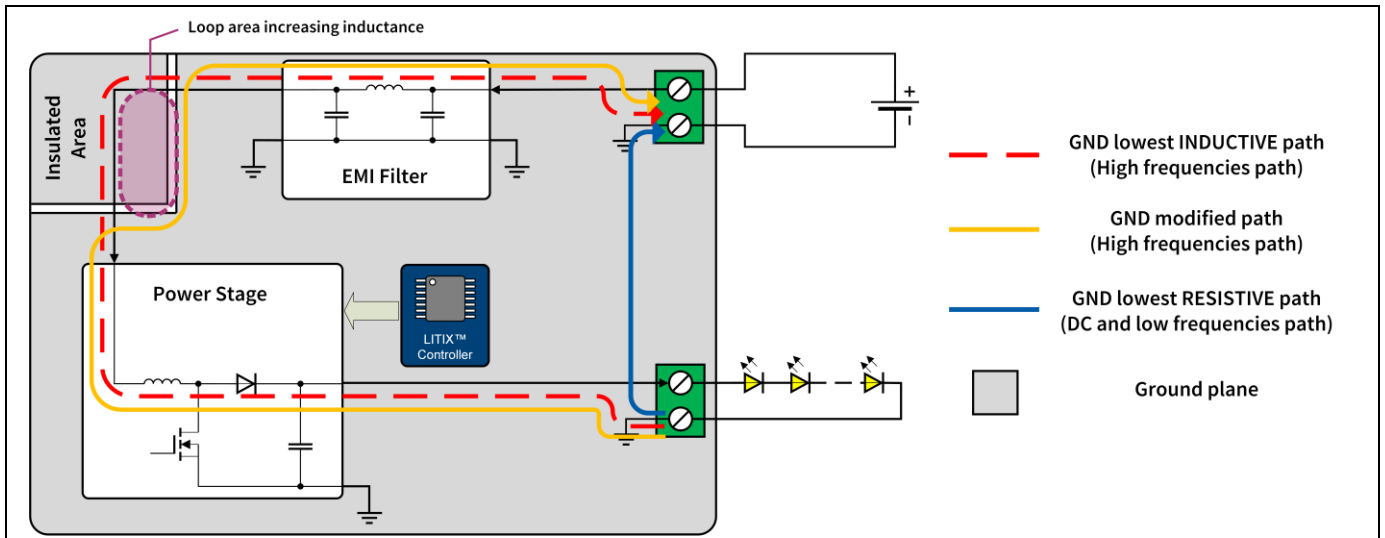 Loop area increasing inductance
Insulated
Area
EMI Filter
+
-
Power Stage
LITIX™
Controller
GND lowest INDUCTIVE path
(High frequencies path)
GND modified path
(High frequencies path)
GND lowest RESISTIVE path
(DC and low frequencies path)
Ground plane